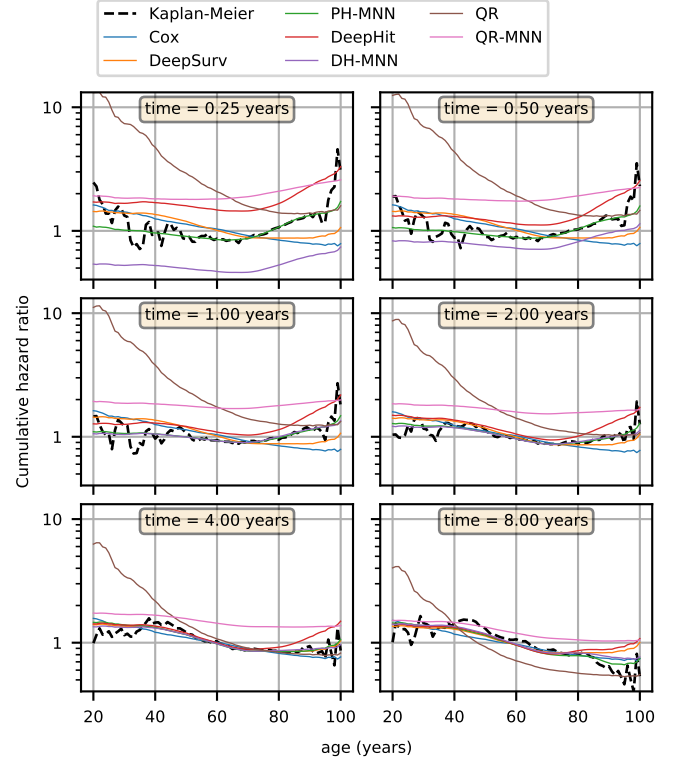 Kaplan-Meier PH-MNN QR
Cox DeepHit QR-MNN
DeepSurv DH-MNN
time = 0.25 years time = 0.50 years
10
1
time = 1.00 years time = 2.00 years
10
1
time = 4.00 years time = 8.00 years
10
1
Cumulative hazard ratio
20 40 60 80 100 20 40 60 80 100
age (years)